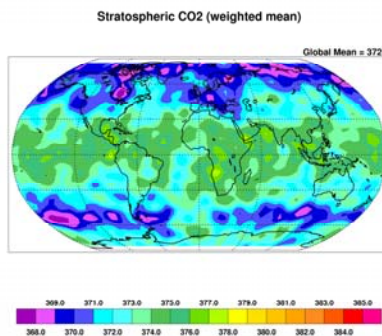 Stratospheric CO2 (weighted mean)
Global Mean = 372
369.0 371.0 373.0 375.0 377.0 379.0 381.0 383.0 385.0
368.0 370.0 372.0 374.0 376.0 378.0 380.0 382.0 384.0